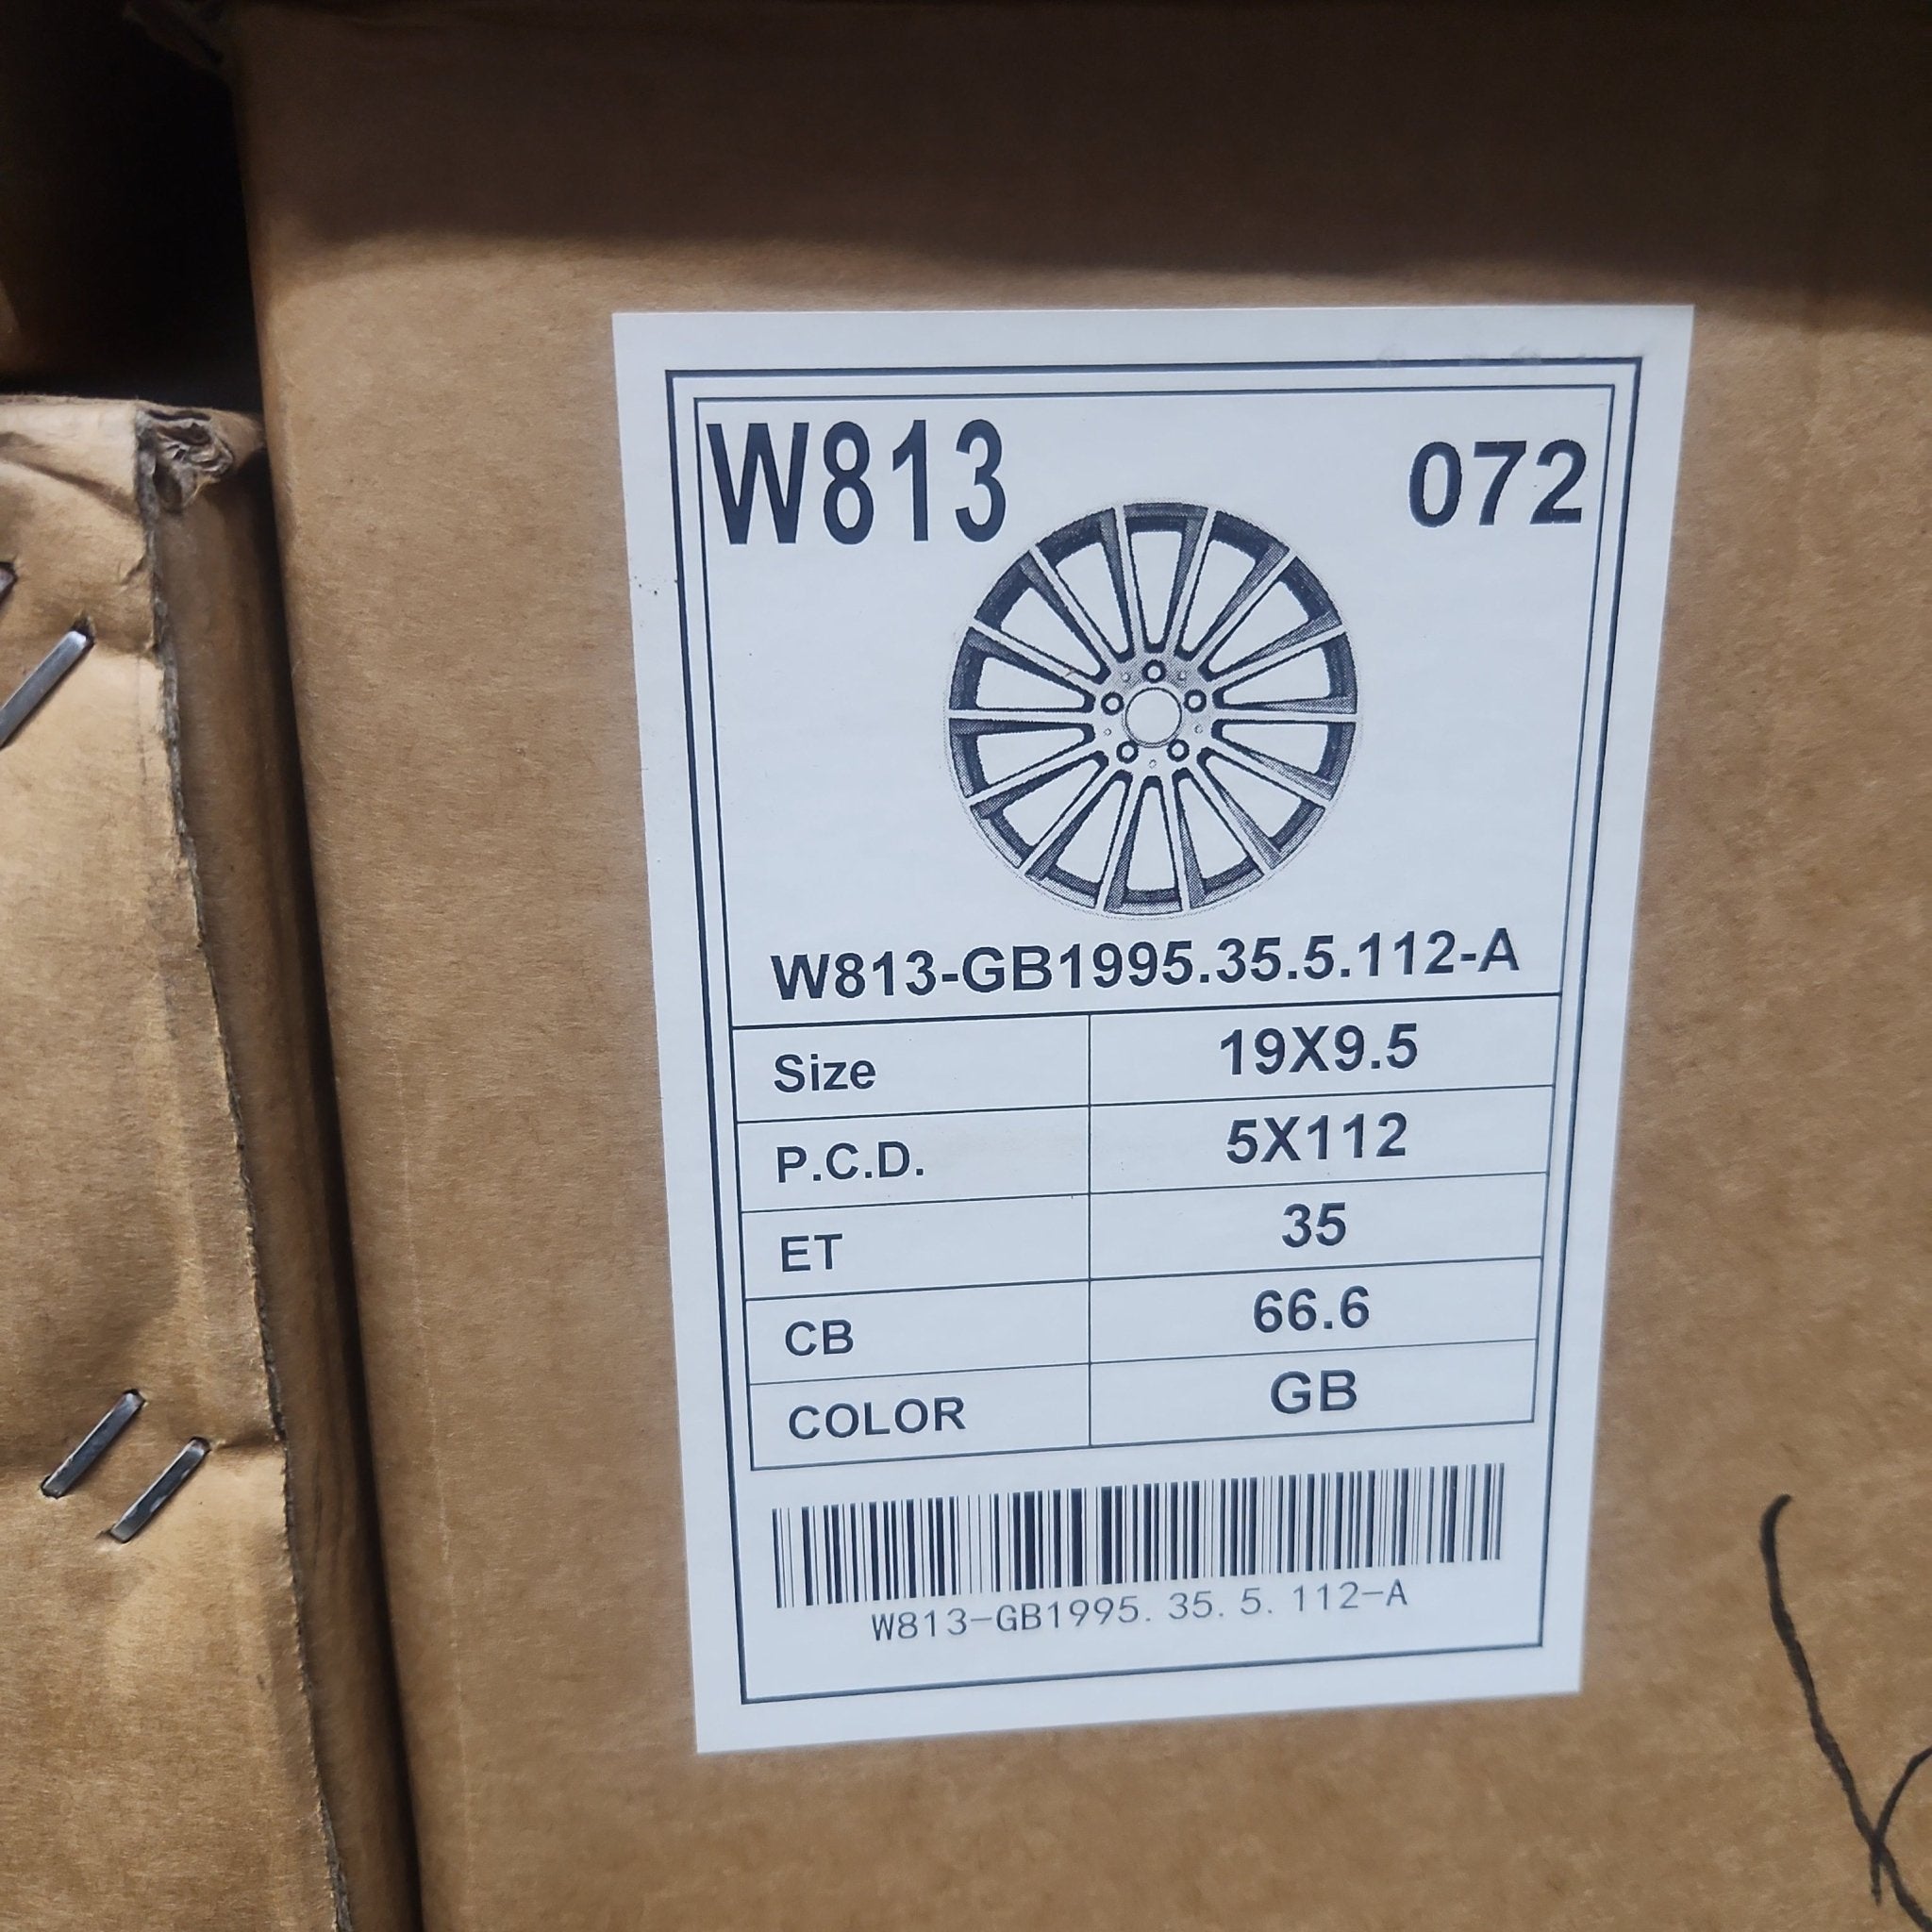 W813 072
W813-GB1995.35.5.112-A
Size 19X9.5
P.C.D. 5X112
ET 35
CB 66.6
COLOR GB
W813-GB1995.35.5.112-A